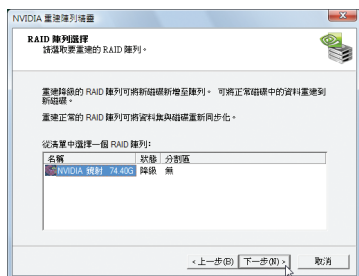 NVIDIA 重建陣列精靈
RAID 陣列選擇
請選取要重建的 RAID 陣列。
重建降級的 RAID 陣列可將新磁碟新增至陣列。 可將正常磁碟中的資料重建到
新磁碟。
重建正常的 RAID 陣列可將資料集與磁碟重新同步化。
從清單中選擇一個 RAID 陣列:
名稱 狀態 分割區
NVIDIA 鏡射 74.40G 降級 無
<上一步(B) 下一步(N)> 取消